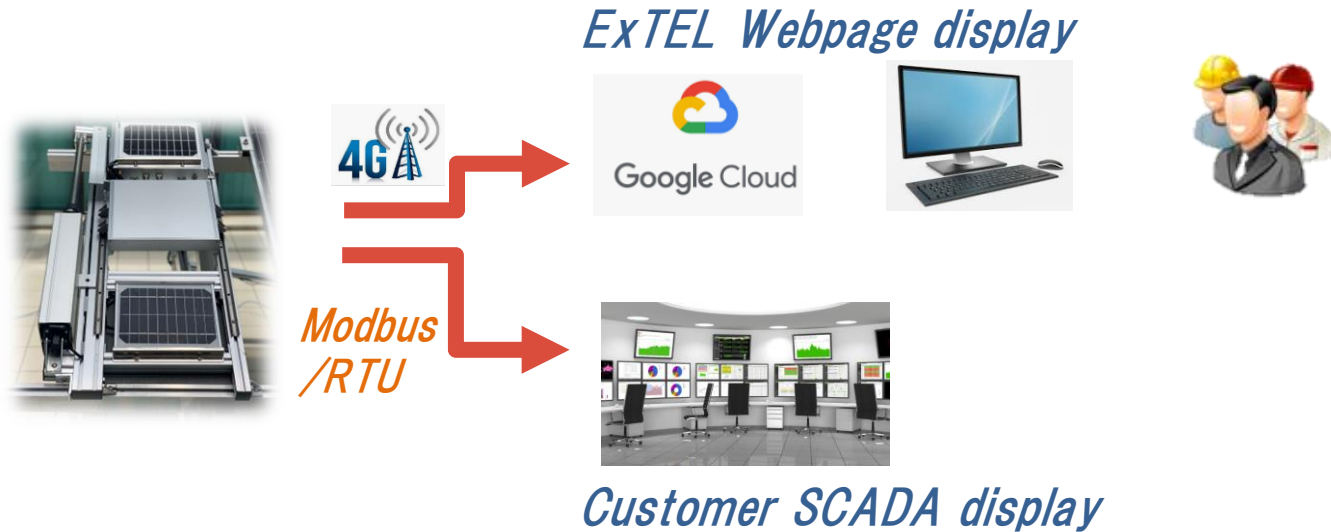 ExTEL Webpage display
4G
Google Cloud
Modbus
/RTU
Customer SCADA display